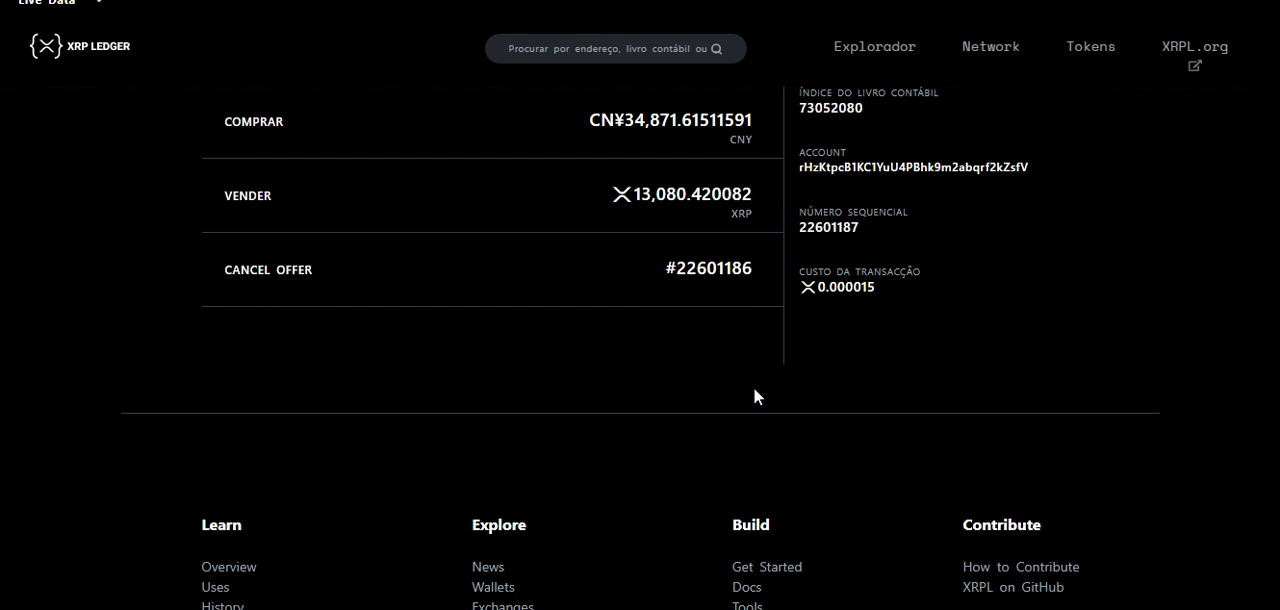 Live Data
XRP LEDGER
Procurar por endereço, livro contábil ou
Explorador
Network
Tokens
XRPL.org
COMPRAR
CN¥34,871.61511591
CNY
VENDER
13,080.420082
XRP
CANCEL OFFER
#22601186
ÍNDICE DO LIVRO CONTÁBIL
73052080
ACCOUNT
rHzKtpcB1KC1YuU4PBhk9m2abqrf2kZsfV
NÚMERO SEQUENCIAL
22601187
CUSTO DA TRANSACÇÃO
0.000015
Learn
Overview
Uses
History
Explore
News
Wallets
Exchanges
Build
Get Started
Docs
Tools
Contribute
How to Contribute
XRPL on GitHub